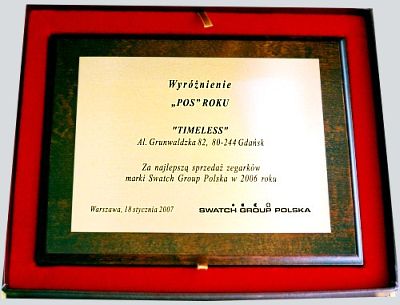 Wyróżnienie
„POS” ROKU
"TIMELESS"
Al. Grunwaldzka 82, 80-244 Gdańsk
Za najlepszą sprzedaż zegarków
marki Swatch Group Polska w 2006 roku
Warszawa, 18 stycznia 2007
SWATCH GROUP POLSKA